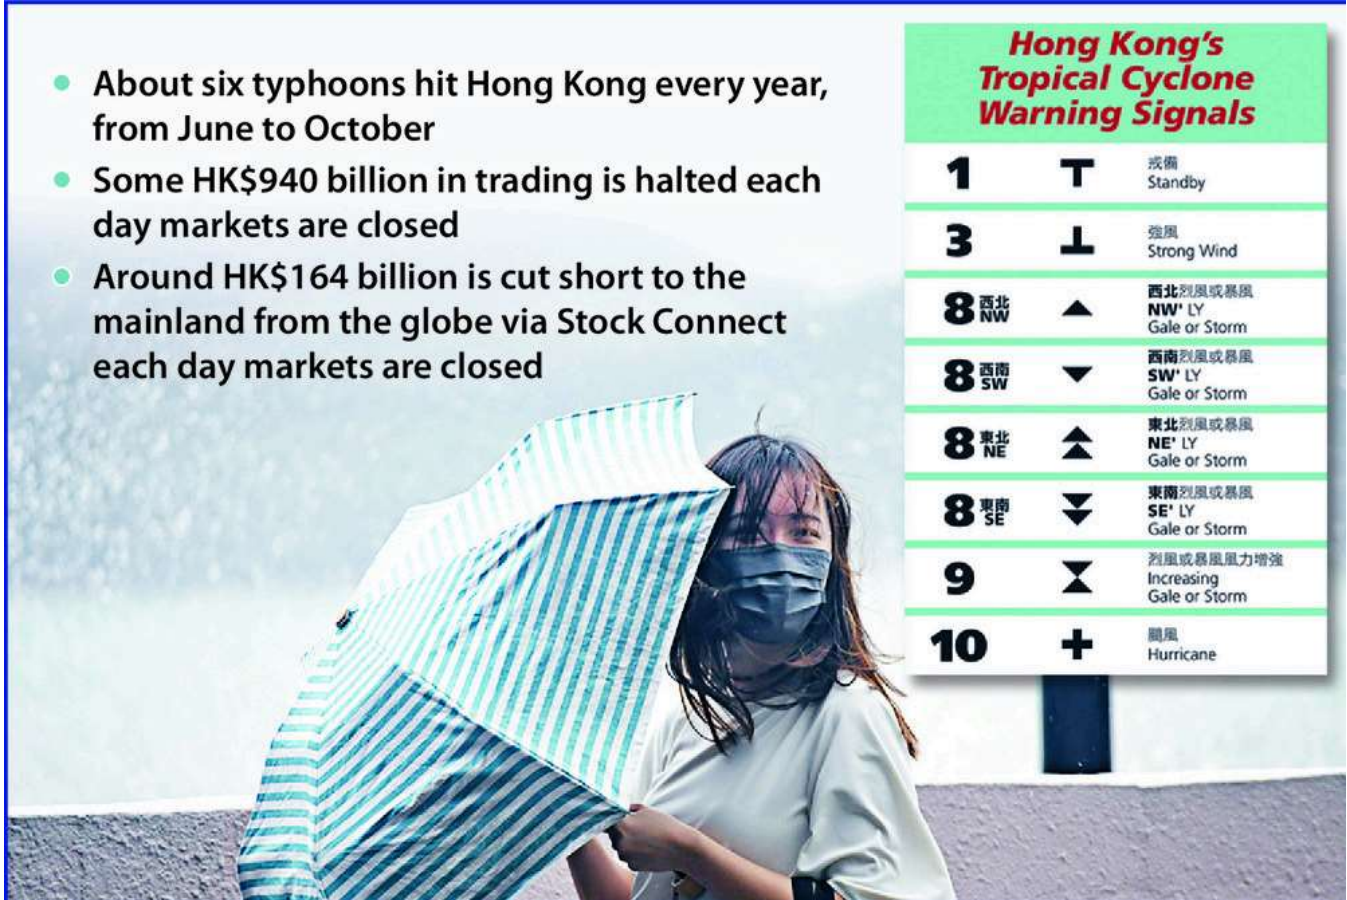 About six typhoons hit Hong Kong every year,
from June to October
Some HK$940 billion in trading is halted each
day markets are closed
Around HK$164 billion is cut short to the
mainland from the globe via Stock Connect
each day markets are closed
Hong Kong's
Tropical Cyclone
Warning Signals
1
戒備
Standby
3
強風
Strong Wind
8 西北 NW
西北烈風或暴風
NW' LY
Gale or Storm
8 西南 SW
西南烈風或暴風
SW' LY
Gale or Storm
8 東北 NE
東北烈風或暴風
NE' LY
Gale or Storm
8 東南 SE
東南烈風或暴風
SE' LY
Gale or Storm
9
烈風或暴風風力增強
Increasing
Gale or Storm
10
颶風
Hurricane